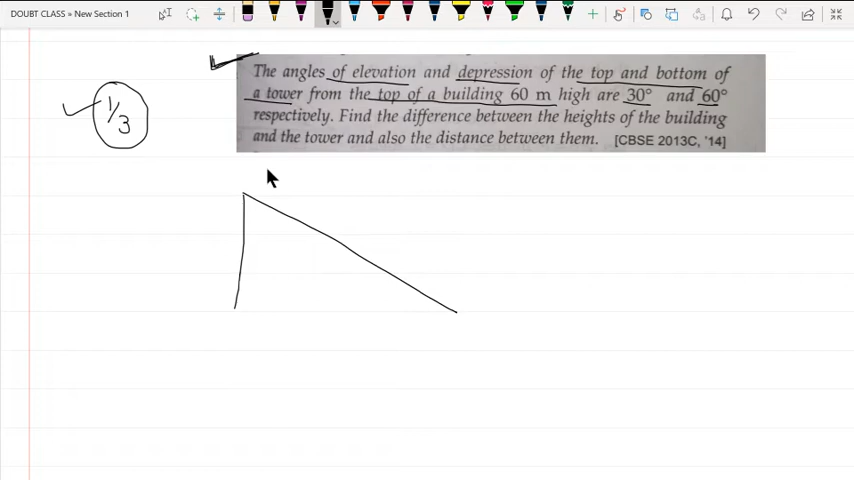 DOUBT CLASS » New Section 1
The angles of elevation and depression of the top and bottom of
a tower from the top of a building 60 m high are 30° and 60°
respectively. Find the difference between the heights of the building
and the tower and also the distance between them. [CBSE 2013C, '14]
1/3